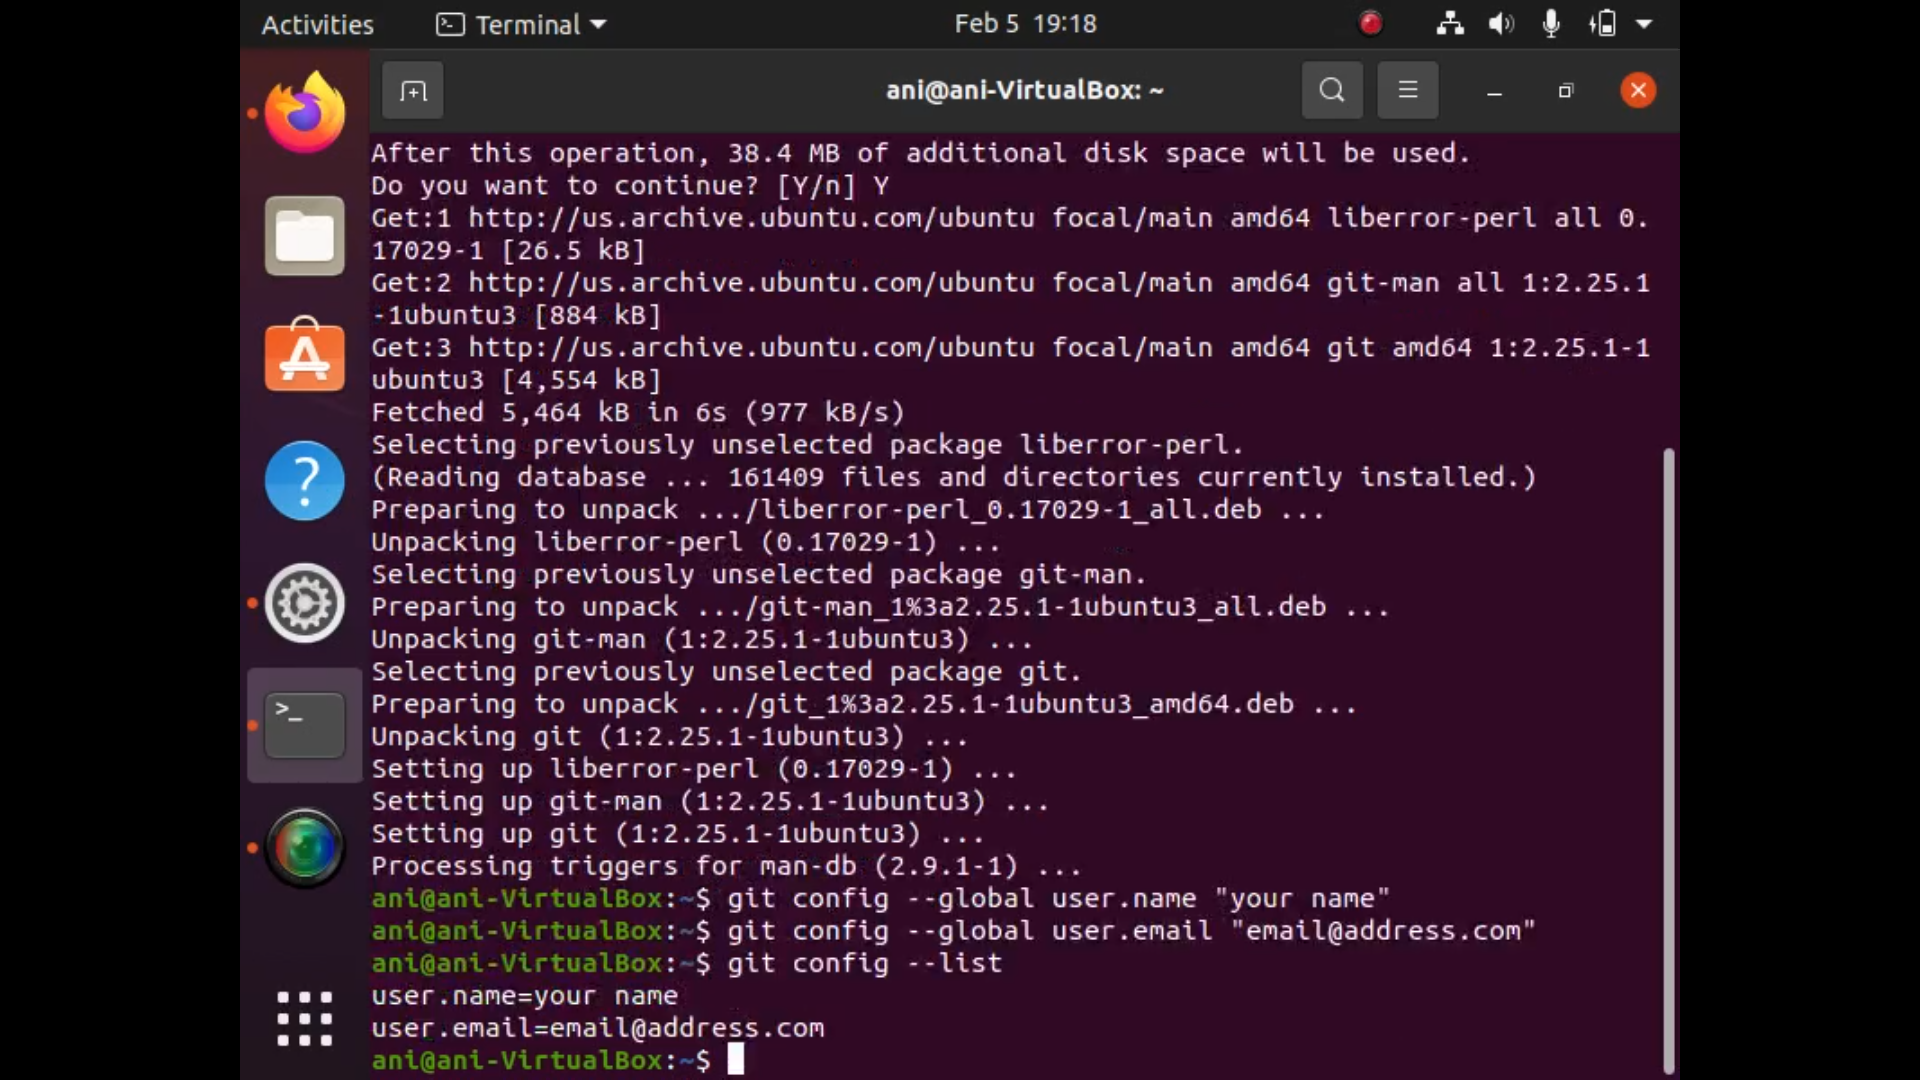 Activities Terminal Feb 5 19:18
ani@ani-VirtualBox: ~
After this operation, 38.4 MB of additional disk space will be used.
Do you want to continue? [Y/n] Y
Get:1 http://us.archive.ubuntu.com/ubuntu focal/main amd64 liberror-perl all 0.
17029-1 [26.5 kB]
Get:2 http://us.archive.ubuntu.com/ubuntu focal/main amd64 git-man all 1:2.25.1
-1ubuntu3 [884 kB]
Get:3 http://us.archive.ubuntu.com/ubuntu focal/main amd64 git amd64 1:2.25.1-1
ubuntu3 [4,554 kB]
Fetched 5,464 kB in 6s (977 kB/s)
Selecting previously unselected package liberror-perl.
(Reading database ... 161409 files and directories currently installed.)
Preparing to unpack .../liberror-perl_0.17029-1_all.deb ...
Unpacking liberror-perl (0.17029-1) ...
Selecting previously unselected package git-man.
Preparing to unpack .../git-man_1%3a2.25.1-1ubuntu3_all.deb ...
Unpacking git-man (1:2.25.1-1ubuntu3) ...
Selecting previously unselected package git.
Preparing to unpack .../git_1%3a2.25.1-1ubuntu3_amd64.deb ...
Unpacking git (1:2.25.1-1ubuntu3) ...
Setting up liberror-perl (0.17029-1) ...
Setting up git-man (1:2.25.1-1ubuntu3) ...
Setting up git (1:2.25.1-1ubuntu3) ...
Processing triggers for man-db (2.9.1-1) ...
ani@ani-VirtualBox:~$ git config --global user.name "your name"
ani@ani-VirtualBox:~$ git config --global user.email "email@address.com"
ani@ani-VirtualBox:~$ git config --list
user.name=your name
user.email=email@address.com
ani@ani-VirtualBox:~$